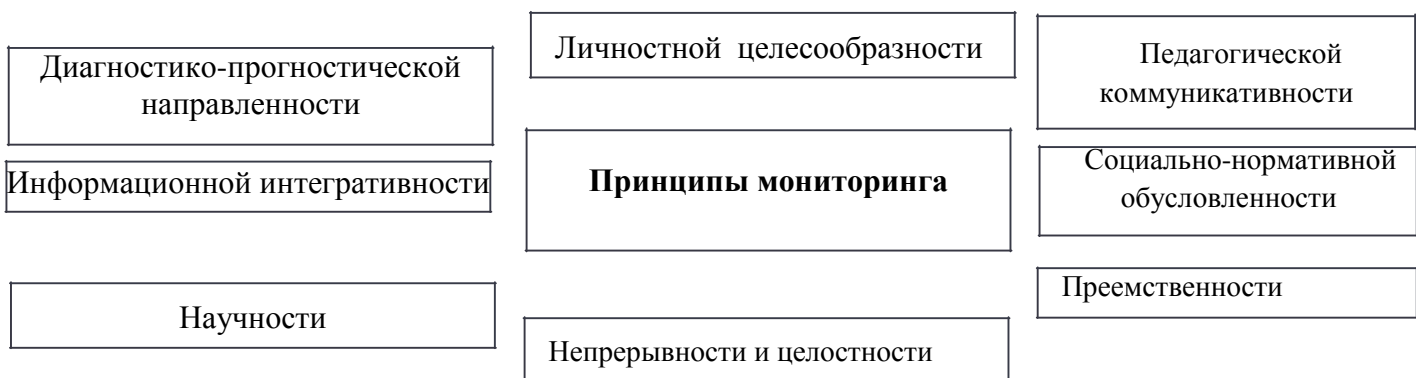 Личностной целесообразности
Педагогической
коммуникативности
Диагностико-прогностической
направленности
Социально-нормативной
обусловленности
Информационной интегративности
Принципы мониторинга
Преемственности
Научности
Непрерывности и целостности